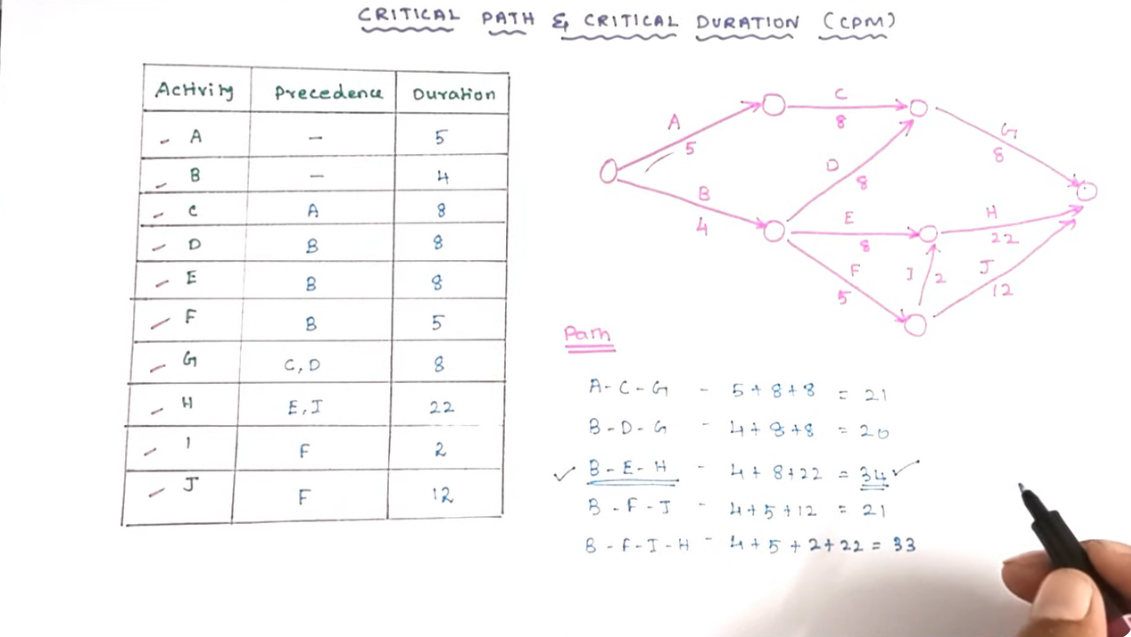 CRITICAL PATH & CRITICAL DURATION (CPM)
Activity Precedence Duration
A - 5
B - 4
C A 8
D B 8
E B 8
F B 5
G C, D 8
H E, I 22
I F 2
J F 12
A 5
B 4
C 8
D 8
E 8
F 5
G 8
H 22
I 2
J 12
Path
A - C - G - 5 + 8 + 8 = 21
B - D - G - 4 + 8 + 8 = 20
B - E - H - 4 + 8 + 22 = 34
B - F - J - 4 + 5 + 12 = 21
B - F - I - H - 4 + 5 + 2 + 22 = 33